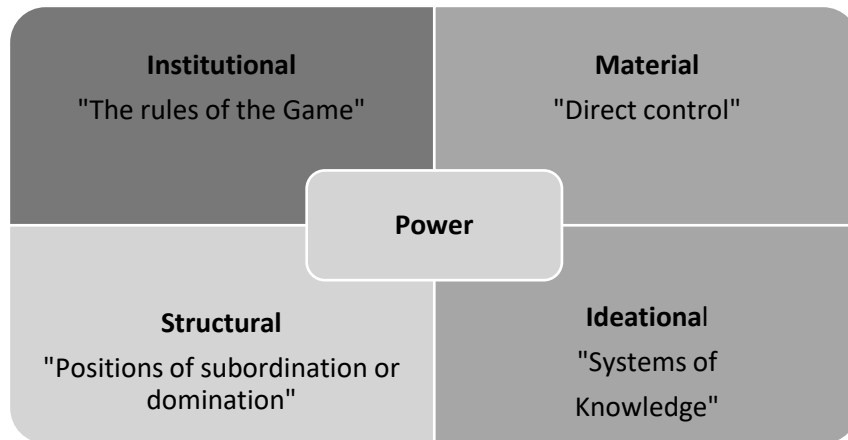 Institutional
"The rules of the Game"
Material
"Direct control"
Power
Structural
"Positions of subordination or
domination"
Ideational
"Systems of
Knowledge"